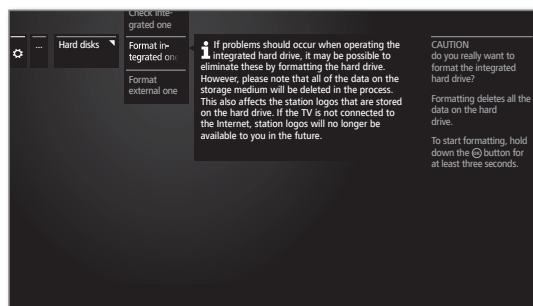 Check inte-
grated one
...
Hard disks
Format in-
tegrated one
Format
external one
i If problems should occur when operating the
integrated hard drive, it may be possible to
eliminate these by formatting the hard drive.
However, please note that all of the data on the
storage medium will be deleted in the process.
This also affects the station logos that are stored
on the hard drive. If the TV is not connected to
the Internet, station logos will no longer be
available to you in the future.
CAUTION
do you really want to
format the integrated
hard drive?
Formatting deletes all the
data on the hard
drive.
To start formatting, hold
down the OK button for
at least three seconds.